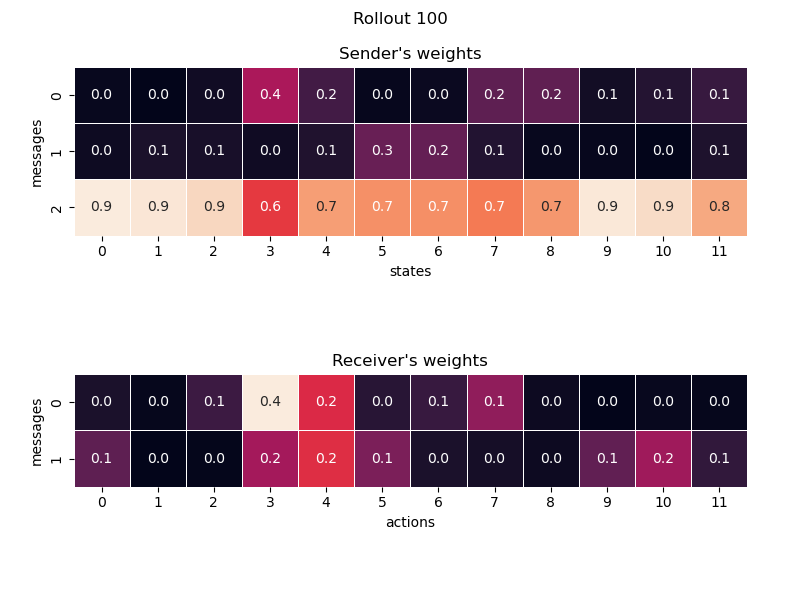 Rollout 100
Sender's weights
0 0.0 0.0 0.0 0.4 0.2 0.0 0.0 0.2 0.2 0.1 0.1 0.1
messages
1 0.0 0.1 0.1 0.0 0.1 0.3 0.2 0.1 0.0 0.0 0.0 0.1
2 0.9 0.9 0.9 0.6 0.7 0.7 0.7 0.7 0.7 0.9 0.9 0.8
0 1 2 3 4 5 6 7 8 9 10 11
states
Receiver's weights
0 0.0 0.0 0.1 0.4 0.2 0.0 0.1 0.1 0.0 0.0 0.0 0.0
messages
1 0.1 0.0 0.0 0.2 0.2 0.1 0.0 0.0 0.0 0.1 0.2 0.1
0 1 2 3 4 5 6 7 8 9 10 11
actions